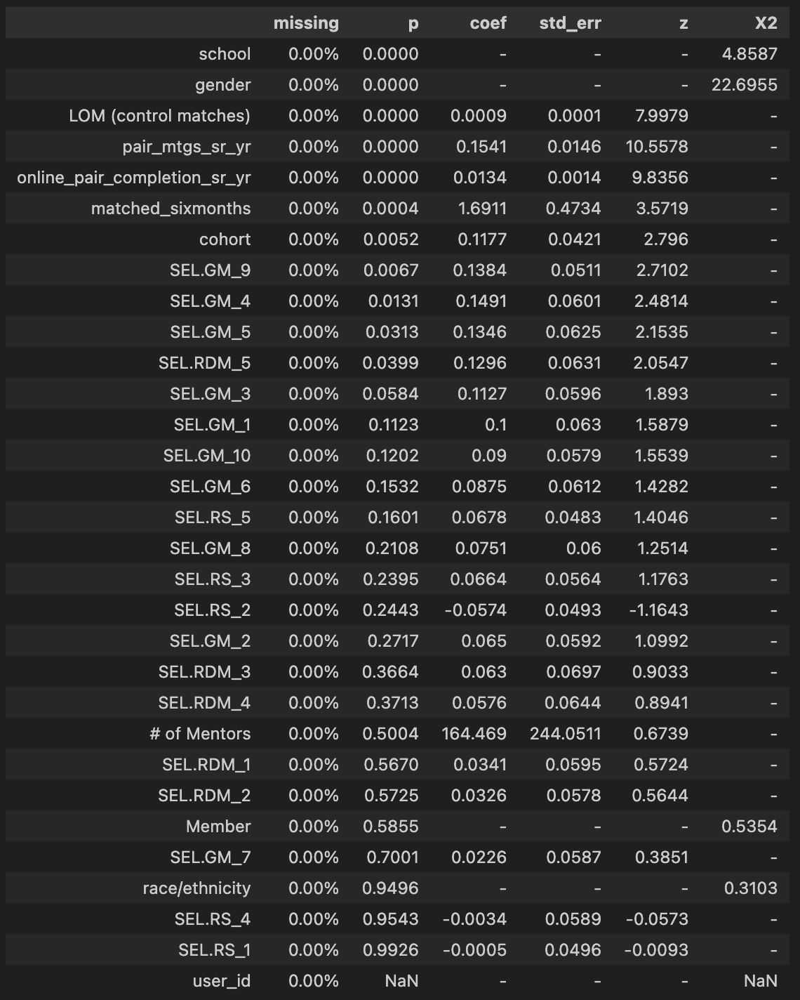 missing p coef std_err z X2
school 0.00% 0.0000 - - - 4.8587
gender 0.00% 0.0000 - - - 22.6955
LOM (control matches) 0.00% 0.0000 0.0009 0.0001 7.9979 -
pair_mtgs_sr_yr 0.00% 0.0000 0.1541 0.0146 10.5578 -
online_pair_completion_sr_yr 0.00% 0.0000 0.0134 0.0014 9.8356 -
matched_sixmonths 0.00% 0.0004 1.6911 0.4734 3.5719 -
cohort 0.00% 0.0052 0.1177 0.0421 2.796 -
SEL.GM_9 0.00% 0.0067 0.1384 0.0511 2.7102 -
SEL.GM_4 0.00% 0.0131 0.1491 0.0601 2.4814 -
SEL.GM_5 0.00% 0.0313 0.1346 0.0625 2.1535 -
SEL.RDM_5 0.00% 0.0399 0.1296 0.0631 2.0547 -
SEL.GM_3 0.00% 0.0584 0.1127 0.0596 1.893 -
SEL.GM_1 0.00% 0.1123 0.1 0.063 1.5879 -
SEL.GM_10 0.00% 0.1202 0.09 0.0579 1.5539 -
SEL.GM_6 0.00% 0.1532 0.0875 0.0612 1.4282 -
SEL.RS_5 0.00% 0.1601 0.0678 0.0483 1.4046 -
SEL.GM_8 0.00% 0.2108 0.0751 0.06 1.2514 -
SEL.RS_3 0.00% 0.2395 0.0664 0.0564 1.1763 -
SEL.RS_2 0.00% 0.2443 -0.0574 0.0493 -1.1643 -
SEL.GM_2 0.00% 0.2717 0.065 0.0592 1.0992 -
SEL.RDM_3 0.00% 0.3664 0.063 0.0697 0.9033 -
SEL.RDM_4 0.00% 0.3713 0.0576 0.0644 0.8941 -
# of Mentors 0.00% 0.5004 164.469 244.0511 0.6739 -
SEL.RDM_1 0.00% 0.5670 0.0341 0.0595 0.5724 -
SEL.RDM_2 0.00% 0.5725 0.0326 0.0578 0.5644 -
Member 0.00% 0.5855 - - - 0.5354
SEL.GM_7 0.00% 0.7001 0.0226 0.0587 0.3851 -
race/ethnicity 0.00% 0.9496 - - - 0.3103
SEL.RS_4 0.00% 0.9543 -0.0034 0.0589 -0.0573 -
SEL.RS_1 0.00% 0.9926 -0.0005 0.0496 -0.0093 -
user_id 0.00% NaN - - - NaN